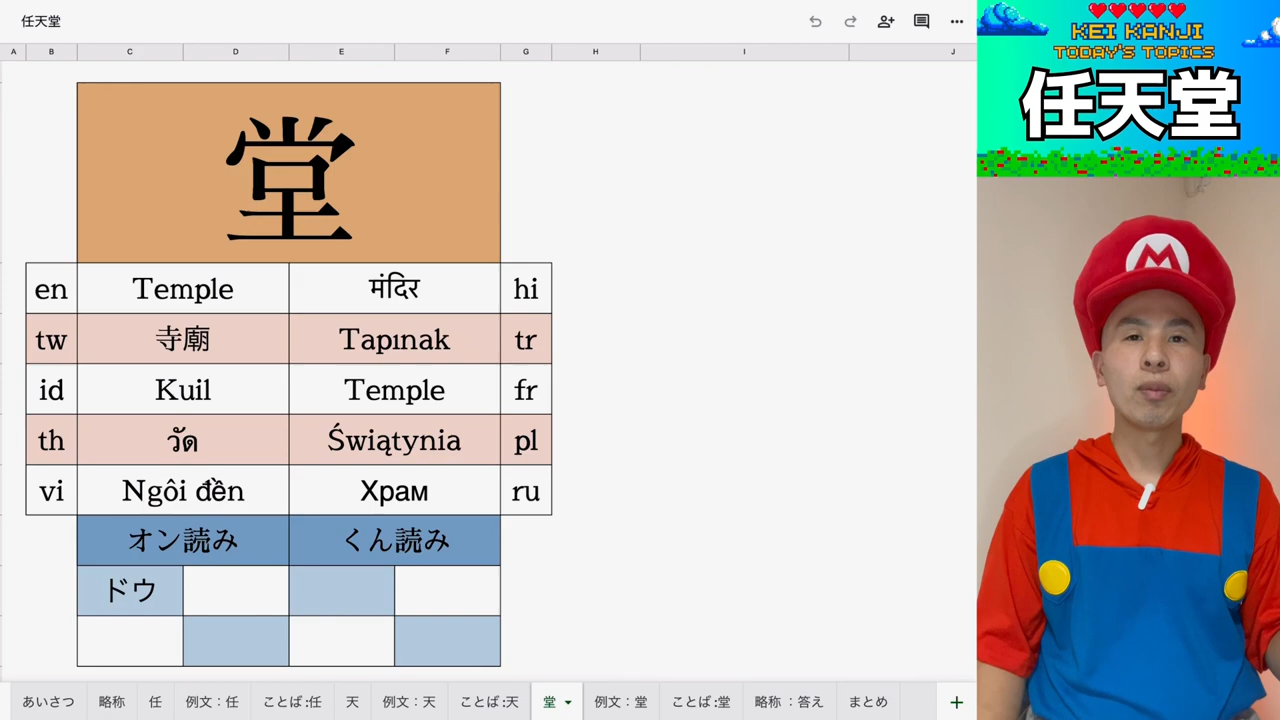 任天堂
A B C D E F G H I J
堂
en Temple मंदिर hi
tw 寺廟 Tapınak tr
id Kuil Temple fr
th วัด Świątynia pl
vi Ngôi đền Храм ru
オン読み くん読み
ドウ
あいさつ 略称 任 例文：任 ことば:任 天 例文：天 ことば:天 堂 例文：堂 ことば:堂 略称 ：答え まとめ
KEI KANJI
TODAY'S TOPICS
任天堂
M